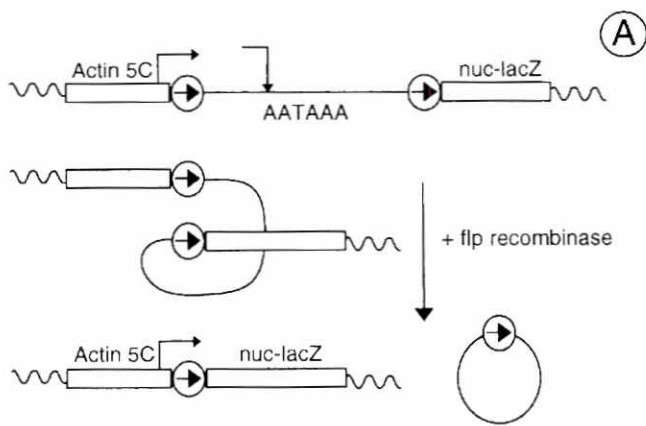 A
Actin 5C
nuc-lacZ
AATAAA
+ flp recombinase
Actin 5C
nuc-lacZ